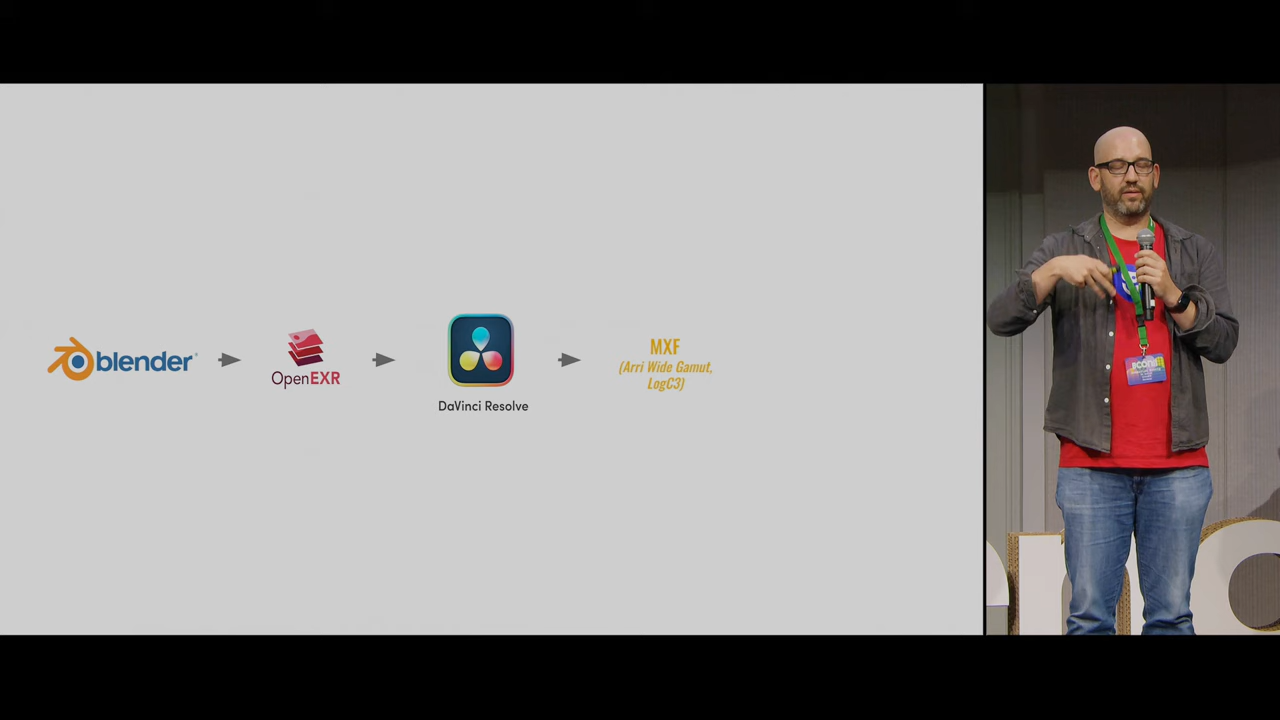 blender
OpenEXR
DaVinci Resolve
MXF
(Arri Wide Gamut,
LogC3)